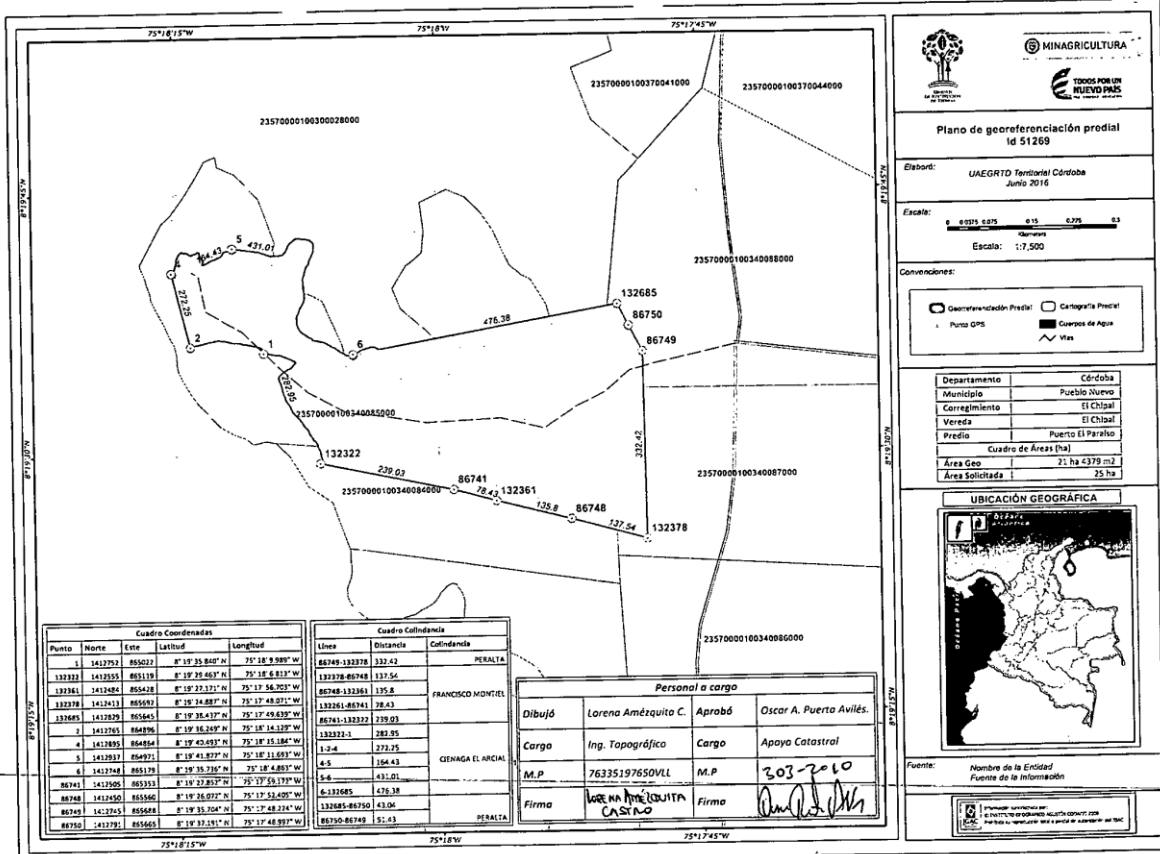 75°18'15"W
75°18'W
75°17'45"W
8°19'45"N
8°19'30"N
8°19'15"N
8°19'45"N
8°19'30"N
8°19'15"N
23570000100300028000
23570000100370041000
23570000100370044000
23570000100340088000
23570000100340085000
23570000100340084000
23570000100340087000
23570000100340086000
5
431.01
4
272.25
2
1
282.95
6
476.38
132685
86750
86749
332.42
132322
239.03
86741
78.43
132361
135.8
86748
137.54
132378
Cuadro Coordenadas
Punto Norte Este Latitud Longitud
1 1412752 865022 8° 19' 35.840" N 75° 18' 9.989" W
132322 1412555 865119 8° 19' 29.463" N 75° 18' 6.813" W
132361 1412484 865428 8° 19' 27.171" N 75° 17' 56.703" W
132378 1412413 865692 8° 19' 24.887" N 75° 17' 48.071" W
132685 1412829 865645 8° 19' 38.437" N 75° 17' 49.639" W
2 1412765 864896 8° 19' 36.249" N 75° 18' 14.129" W
4 1412895 864864 8° 19' 40.493" N 75° 18' 15.184" W
5 1412937 864971 8° 19' 41.877" N 75° 18' 11.693" W
6 1412748 865179 8° 19' 35.736" N 75° 18' 4.863" W
86741 1412505 865353 8° 19' 27.857" N 75° 17' 59.173" W
86748 1412450 865560 8° 19' 26.072" N 75° 17' 52.405" W
86749 1412745 865688 8° 19' 35.704" N 75° 17' 48.224" W
86750 1412791 865665 8° 19' 37.191" N 75° 17' 48.997" W
Cuadro Colindancia
Línea Distancia Colindancia
86749-132378 332.42 PERALTA
132378-86748 137.54
86748-132361 135.8
FRANCISCO MONTIEL
132261-86741 78.43
86741-132322 239.03
132322-1 282.95
1-2-4 272.25
CIENAGA EL ARCIAL
4-5 164.43
5-6 431.01
6-132685 476.38
132685-86750 43.04
86750-86749 51.43 PERALTA
Personal a cargo
Dibujó Lorena Amézquita C. Aprobó Oscar A. Puerta Avilés.
Cargo Ing. Topográfico Cargo Apoyo Catastral
M.P 76335197650VLL M.P 303-2010
Firma LORENA AMÉZQUITA CASTRO Firma
75°18'15"W
75°18'W
75°17'45"W
MINAGRICULTURA
TODOS POR UN
NUEVO PAÍS
Plano de georeferenciación predial
Id 51269
Elaboró:
UAEGRTD Territorial Córdoba
Junio 2016
Escala:
0 0.0375 0.075 0.15 0.225 0.3
Kilometers
Escala: 1:7,500
Convenciones:
Georreferenciación Predial
Cartografía Predial
Punto GPS
Cuerpos de Agua
Vías
Departamento Córdoba
Municipio Pueblo Nuevo
Corregimiento El Chipal
Vereda El Chipal
Predio Puerto El Paraíso
Cuadro de Áreas (ha)
Área Geo 21 ha 4379 m2
Área Solicitada 25 ha
UBICACIÓN GEOGRÁFICA
Fuente:
Nombre de la Entidad
Fuente de la Información
IGAC